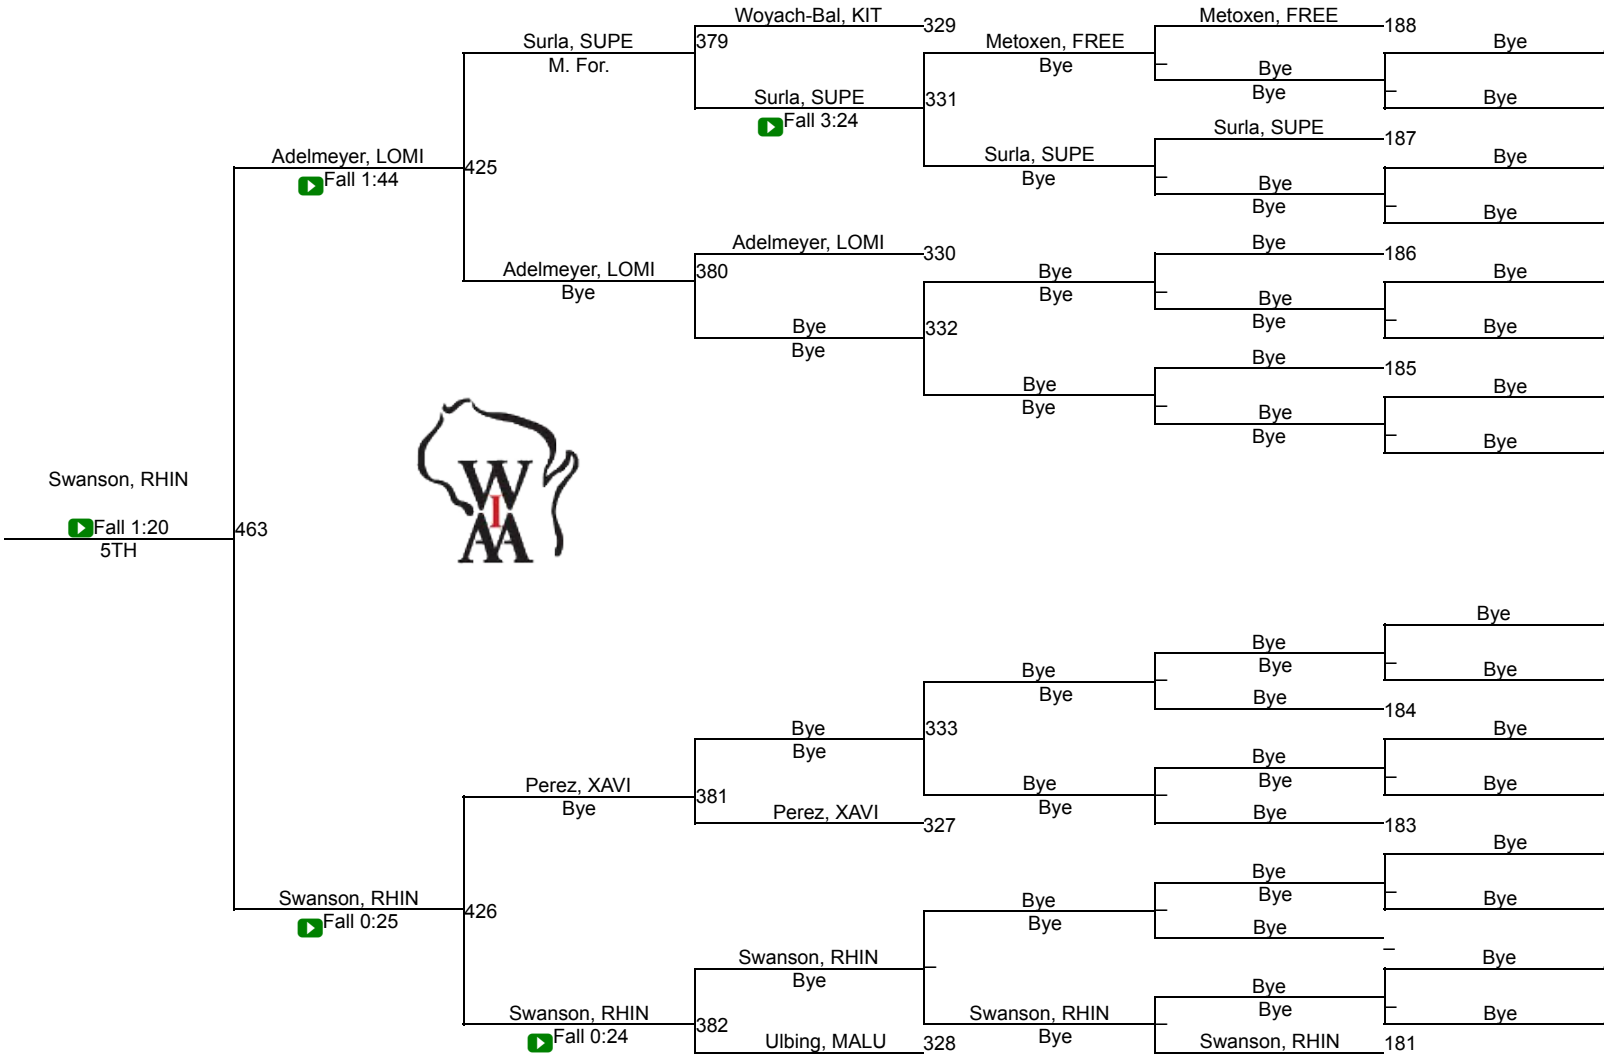 Woyach-Bal, KIT
329
Metoxen, FREE
188
Surla, SUPE
379
Metoxen, FREE
Bye
M. For.
Bye
–
Bye
Surla, SUPE
331
Bye
–
Bye
Fall 3:24
Surla, SUPE
187
Adelmeyer, LOMI
425
Surla, SUPE
Bye
Fall 1:44
Bye
–
Bye
Bye
–
Bye
Adelmeyer, LOMI
330
Bye
186
Adelmeyer, LOMI
380
Bye
Bye
Bye
Bye
–
Bye
Bye
332
Bye
–
Bye
Bye
Bye
185
Bye
Bye
Bye
–
Bye
Bye
–
Bye
W
I
AA
Swanson, RHIN
Fall 1:20
463
5TH
Bye
Bye
Bye
Bye
–
Bye
Bye
–
Bye
184
Bye
333
Bye
Bye
Bye
Perez, XAVI
381
Bye
Bye
–
Bye
Bye
Bye
–
Perez, XAVI
327
Bye
183
Bye
Bye
Swanson, RHIN
426
Bye
Bye
–
Bye
Fall 0:25
Bye
–
Bye
–
Swanson, RHIN
Bye
Bye
–
Bye
Swanson, RHIN
382
Swanson, RHIN
Bye
–
Bye
Fall 0:24
Bye
–
Ulbing, MALU
328
Swanson, RHIN
181